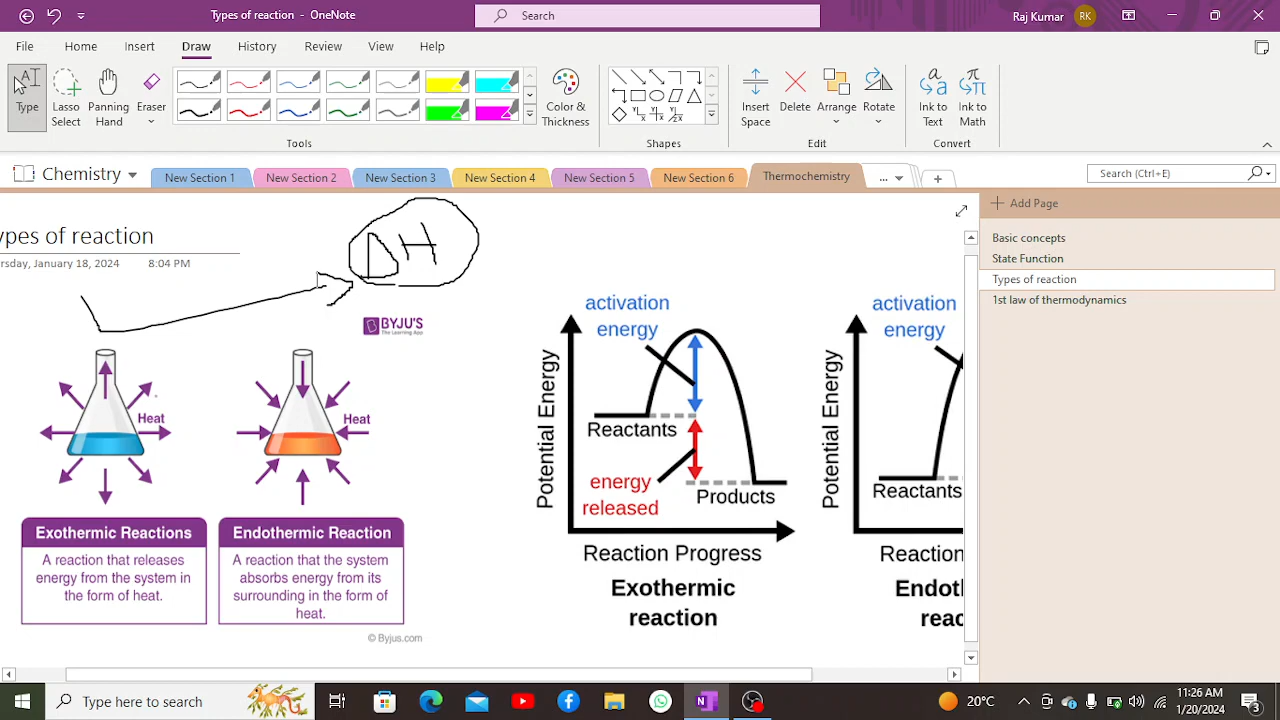 Types of reaction - OneNote
Search
Raj Kumar
RK
File
Home
Insert
Draw
History
Review
View
Help
Type
Lasso Select
Panning Hand
Eraser
Color & Thickness
Insert Space
Delete
Arrange
Rotate
Ink to Text
Ink to Math
Tools
Shapes
Edit
Convert
Chemistry
New Section 1
New Section 2
New Section 3
New Section 4
New Section 5
New Section 6
Thermochemistry
...
Search (Ctrl+E)
Add Page
Basic concepts
State Function
Types of reaction
1st law of thermodynamics
ypes of reaction
rsday, January 18, 2024 8:04 PM
DH
BYJU'S
The Learning App
Heat
Heat
Exothermic Reactions
A reaction that releases
energy from the system in
the form of heat.
Endothermic Reaction
A reaction that the system
absorbs energy from its
surrounding in the form of
heat.
© Byjus.com
activation
energy
Potential Energy
Reactants
energy
released
Products
Reaction Progress
Exothermic
reaction
activation
energy
Potential Energy
Reactants
Reaction
Endoth
reac
Type here to search
20°C
11:26 AM
1/20/2024
3